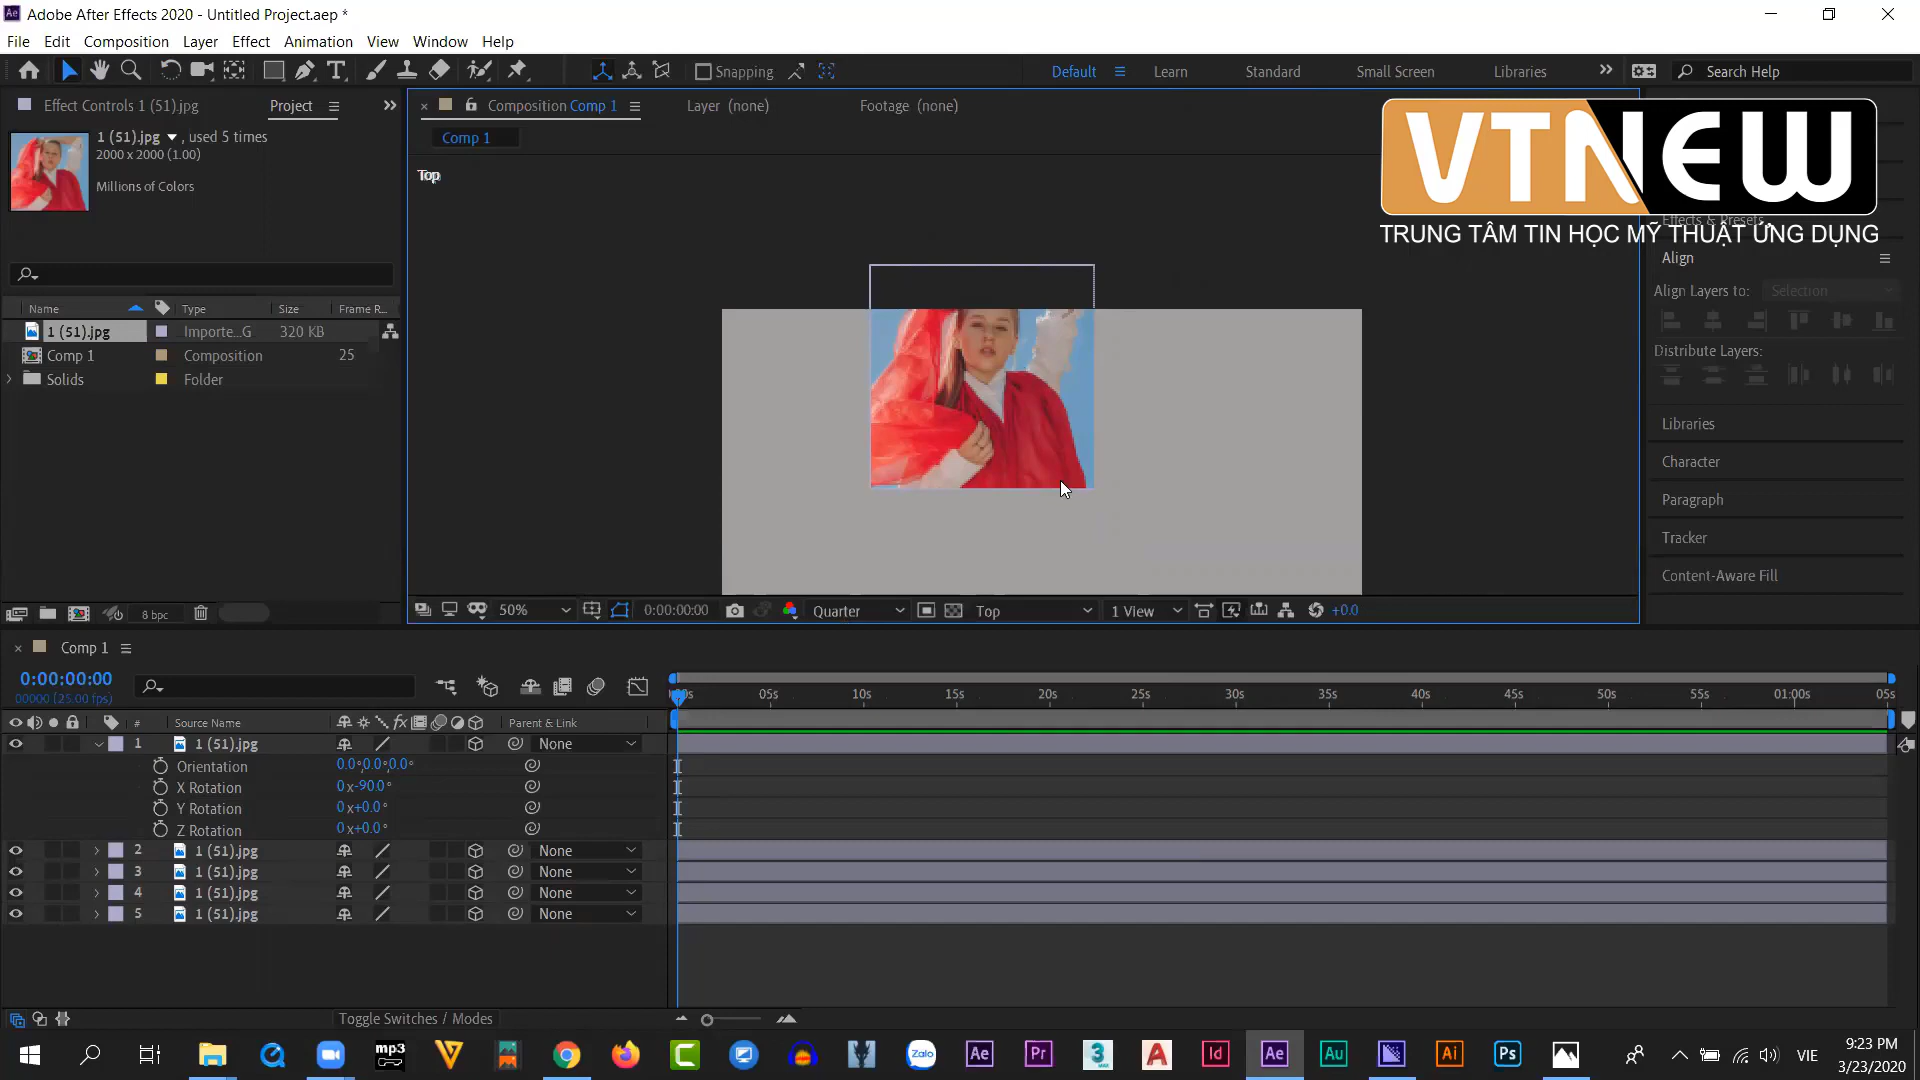 Adobe After Effects 2020 - Untitled Project.aep *
File Edit Composition Layer Effect Animation View Window Help
Snapping
Default Learn Standard Small Screen Libraries Search Help
Effect Controls 1 (51).jpg Project
Composition Comp 1 Layer (none) Footage (none)
1 (51).jpg , used 5 times
2000 x 2000 (1.00)
Millions of Colors
Comp 1
Top
VTNEW
TRUNG TÂM TIN HỌC MỸ THUẬT ỨNG DỤNG
Effects & Presets
Align
Align Layers to: Selection
Distribute Layers:
Libraries
Character
Paragraph
Tracker
Content-Aware Fill
Name Type Size Frame R...
1 (51).jpg Importe...G 320 KB
Comp 1 Composition 25
Solids Folder
8 bpc
50% 0:00:00:00 Quarter Top 1 View +0.0
Comp 1
0:00:00:00
00000 (25.00 fps)
05s 10s 15s 20s 25s 30s 35s 40s 45s 50s 55s 01:00s 05s
# Source Name fx Parent & Link
1 1 (51).jpg None
Orientation 0.0°,0.0°,0.0°
X Rotation 0x-90.0°
Y Rotation 0x+0.0°
Z Rotation 0x+0.0°
2 1 (51).jpg None
3 1 (51).jpg None
4 1 (51).jpg None
5 1 (51).jpg None
Toggle Switches / Modes
mp3 Zalo Ae Pr 3 A Id Ae Au Ai Ps VIE
9:23 PM
3/23/2020